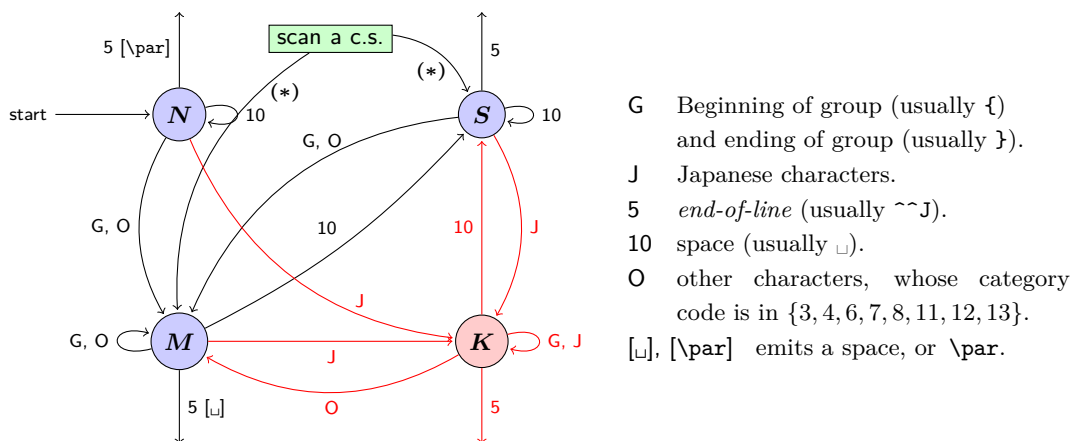 5 [\par]
scan a c.s.
5
(*)
(*)
start
N
10
S
10
G, O
G, O
10
10
J
J
G, O
M
J
K
G, J
O
5 [␣]
5
G Beginning of group (usually {)
and ending of group (usually }).
J Japanese characters.
5 end-of-line (usually ^^J).
10 space (usually ␣).
O other characters, whose category
code is in {3, 4, 6, 7, 8, 11, 12, 13}.
[␣], [\par] emits a space, or \par.